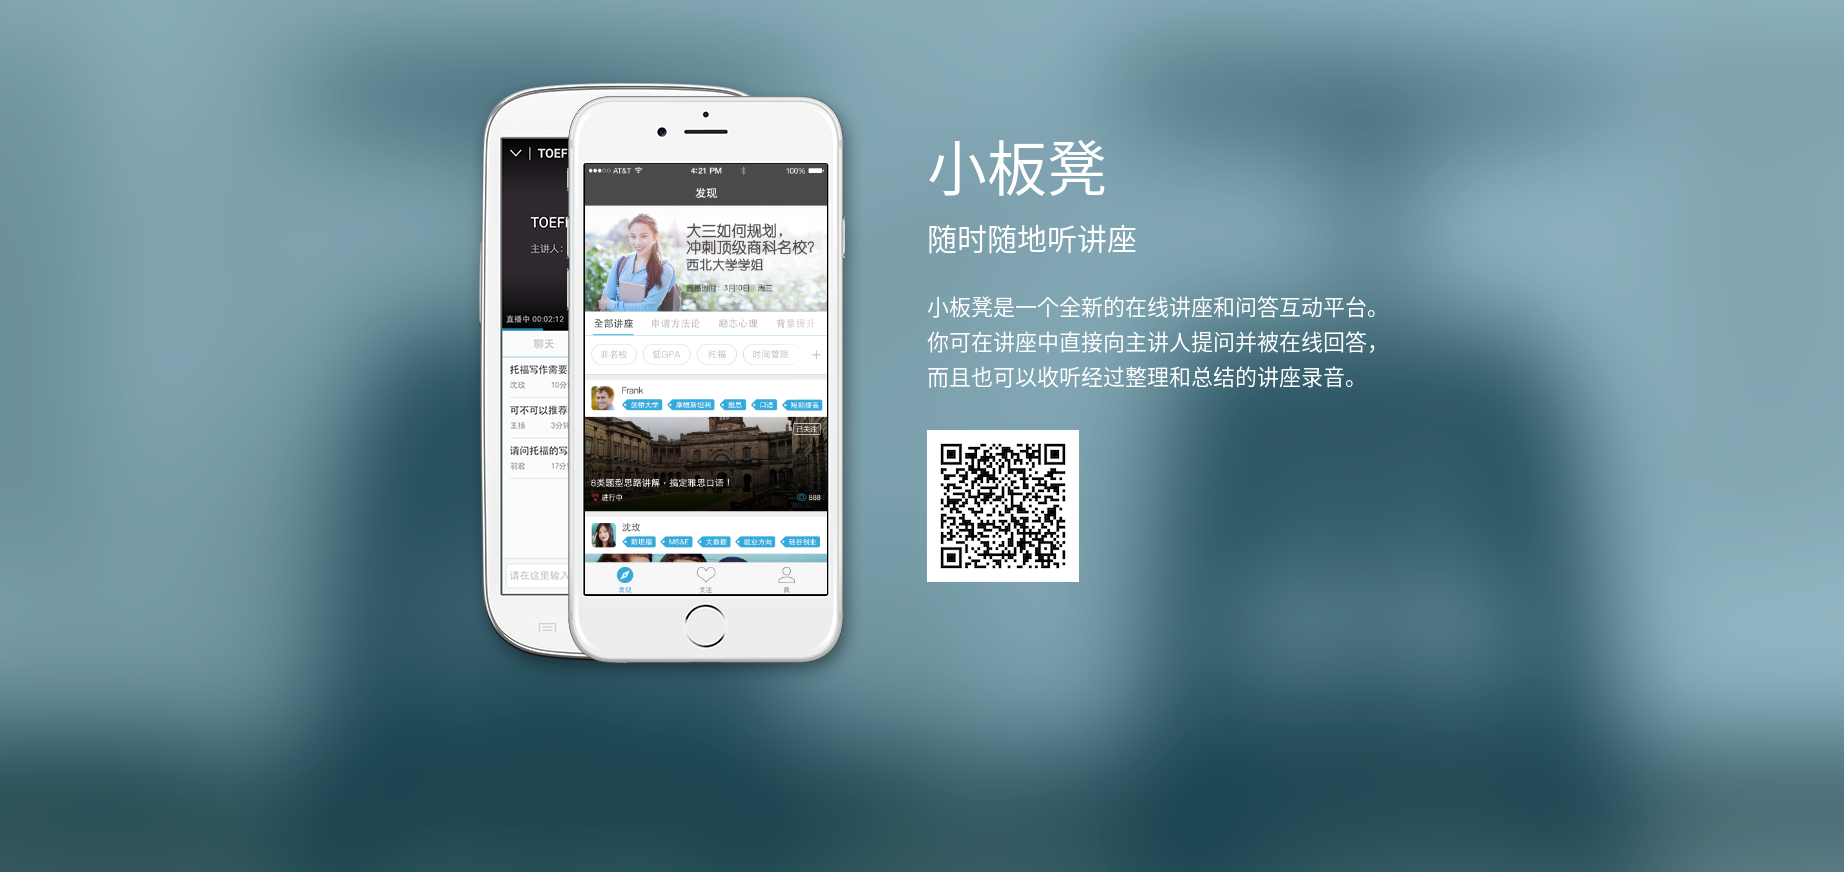 小板凳
随时随地听讲座
小板凳是一个全新的在线讲座和问答互动平台。
你可在讲座中直接向主讲人提问并被在线回答，
而且也可以收听经过整理和总结的讲座录音。
TOEF
TOEFI
主讲人：
直播中 00:02:12
聊天
托福写作需要
沈玫 10分
可不可以推荐
王扬 3分钟
请问托福的写
羽君 17分
请在这里输入
AT&T 4:21 PM 100%
发现
大三如何规划，
冲刺顶级商科名校？
西北大学学姐
直播时间：3月10日 周三
全部讲座 申请方法论 励志心理 背景提升
非名校 低GPA 托福 时间管理 +
Frank
剑桥大学 摩根斯坦利 雅思 口语 短期提高
已关注
8类题型思路讲解·搞定雅思口语！
进行中 888
沈玫
斯坦福 MS&E 大数据 就业方向 硅谷创业
发现 关注 我